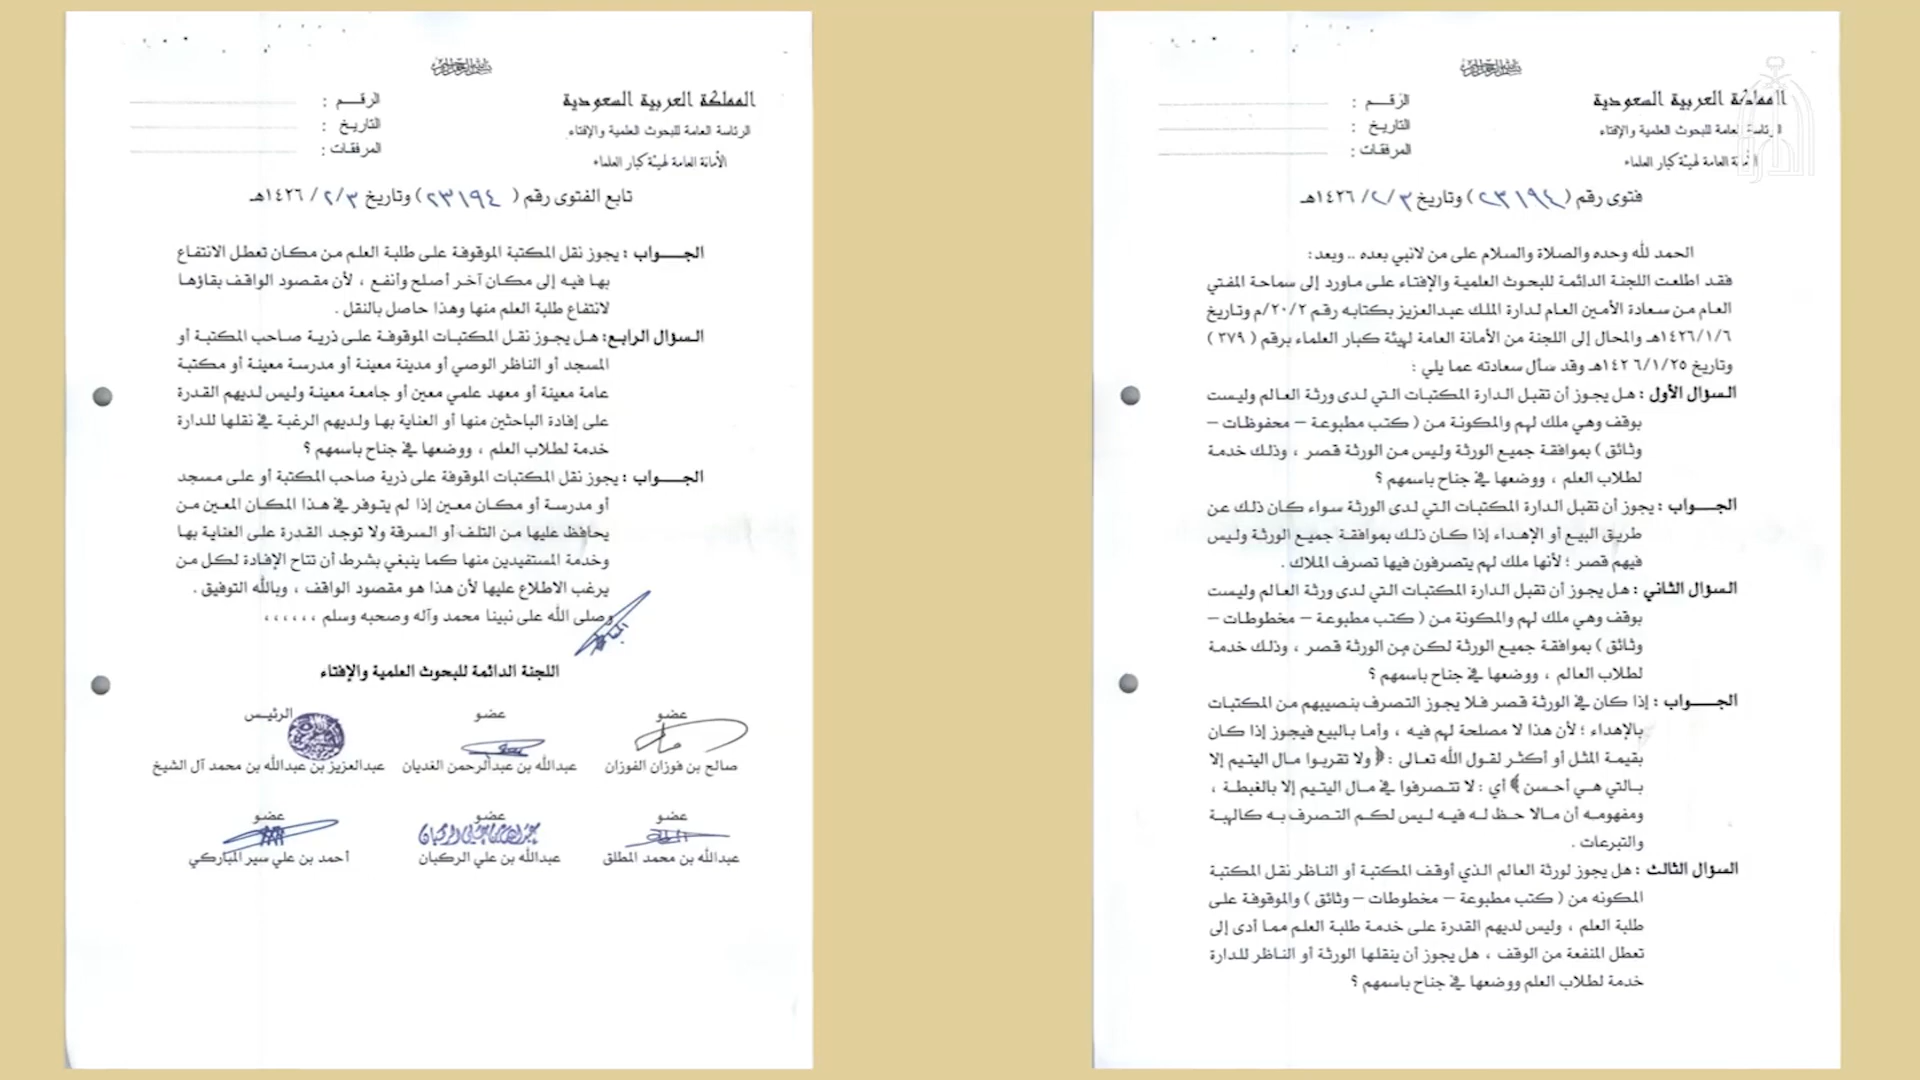 المملكة العربية السعودية
الرئاسة العامة للبحوث العلمية والإفتاء
الأمانة العامة لهيئة كبار العلماء
الرقـــم :
التاريخ :
المرفقات :
فتوى رقم ( ٢٣١٩٤ ) وتاريخ ٢/٣/ ١٤٢٦هـ
الحمد لله وحده والصلاة والسلام على من لانبي بعده .. وبعد :
فقد اطلعت اللجنة الدائمة للبحوث العلمية والإفتاء على ماورد إلى سماحة المفتي
العام من سعادة الأمين العام لدارة الملك عبدالعزيز بكتابه رقم ٢٠/٢/م وتاريخ
١٤٢٦/١/٦هـ والمحال إلى اللجنة من الأمانة العامة لهيئة كبار العلماء برقم ( ٣٧٩ )
وتاريخ ١٤٢٦/١/٢٥هـ وقد سأل سعادته عما يلي :
السؤال الأول : هل يجوز أن تقبل الدارة المكتبات التي لدى ورثة العالم وليست
بوقف وهي ملك لهم والمكونة من ( كتب مطبوعة – محفوظات –
وثائق ) بموافقة جميع الورثة وليس من الورثة قصر ، وذلك خدمة
لطلاب العلم ، ووضعها في جناح باسمهم ؟
الجـــواب : يجوز أن تقبل الدارة المكتبات التي لدى الورثة سواء كان ذلك عن
طريق البيع أو الإهداء إذا كان ذلك بموافقة جميع الورثة وليس
فيهم قصر ؛ لأنها ملك لهم يتصرفون فيها تصرف الملاك .
السؤال الثاني : هل يجوز أن تقبل الدارة المكتبات التي لدى ورثة العالم وليست
بوقف وهي ملك لهم والمكونة من ( كتب مطبوعة – مخطوطات –
وثائق ) بموافقة جميع الورثة لكن من الورثة قصر ، وذلك خدمة
لطلاب العالم ، ووضعها في جناح باسمهم ؟
الجـــواب : إذا كان في الورثة قصر فلا يجوز التصرف بنصيبهم من المكتبات
بالإهداء ؛ لأن هذا لا مصلحة لهم فيه ، وأما بالبيع فيجوز إذا كان
بقيمة المثل أو أكثر لقول الله تعالى : ﴿ ولا تقربوا مال اليتيم إلا
بالتي هي أحسن ﴾ أي : لا تتصرفوا في مال اليتيم إلا بالغبطة ،
ومفهومه أن مالا حظ له فيه ليس لكم التصرف به كالهبة
والتبرعات .
السؤال الثالث : هل يجوز لورثة العالم الذي أوقف المكتبة أو الناظر نقل المكتبة
المكونه من ( كتب مطبوعة – مخطوطات – وثائق ) والموقوفة على
طلبة العلم ، وليس لديهم القدرة على خدمة طلبة العلم مما أدى إلى
تعطل المنفعة من الوقف ، هل يجوز أن ينقلها الورثة أو الناظر للدارة
خدمة لطلاب العلم ووضعها في جناح باسمهم ؟
المملكة العربية السعودية
الرئاسة العامة للبحوث العلمية والإفتاء
الأمانة العامة لهيئة كبار العلماء
الرقـــم :
التاريخ :
المرفقات :
تابع الفتوى رقم ( ٢٣١٩٤ ) وتاريخ ٢/٣/ ١٤٢٦هـ
الجـــواب : يجوز نقل المكتبة الموقوفة على طلبة العلم من مكان تعطل الانتفاع
بها فيه إلى مكان آخر أصلح وأنفع ، لأن مقصود الواقف بقاؤها
لانتفاع طلبة العلم منها وهذا حاصل بالنقل .
السؤال الرابع: هل يجوز نقل المكتبات الموقوفة على ذرية صاحب المكتبة أو
المسجد أو الناظر الوصي أو مدينة معينة أو مدرسة معينة أو مكتبة
عامة معينة أو معهد علمي معين أو جامعة معينة وليس لديهم القدرة
على إفادة الباحثين منها أو العناية بها ولديهم الرغبة في نقلها للدارة
خدمة لطلاب العلم ، ووضعها في جناح باسمهم ؟
الجـــواب : يجوز نقل المكتبات الموقوفة على ذرية صاحب المكتبة أو على مسجد
أو مدرسة أو مكان معين إذا لم يتوفر في هذا المكان المعين من
يحافظ عليها من التلف أو السرقة ولا توجد القدرة على العناية بها
وخدمة المستفيدين منها كما ينبغي بشرط أن تتاح الإفادة لكل من
يرغب الاطلاع عليها لأن هذا هو مقصود الواقف ، وبالله التوفيق .
وصلى الله على نبينا محمد وآله وصحبه وسلم ،،،،،،
اللجنة الدائمة للبحوث العلمية والإفتاء
عضو عضو الرئيس
صالح بن فوزان الفوزان عبدالله بن عبدالرحمن الغديان عبدالعزيز بن عبدالله بن محمد آل الشيخ
عضو عضو عضو
عبدالله بن محمد المطلق عبدالله بن علي الركبان أحمد بن علي سير المباركي